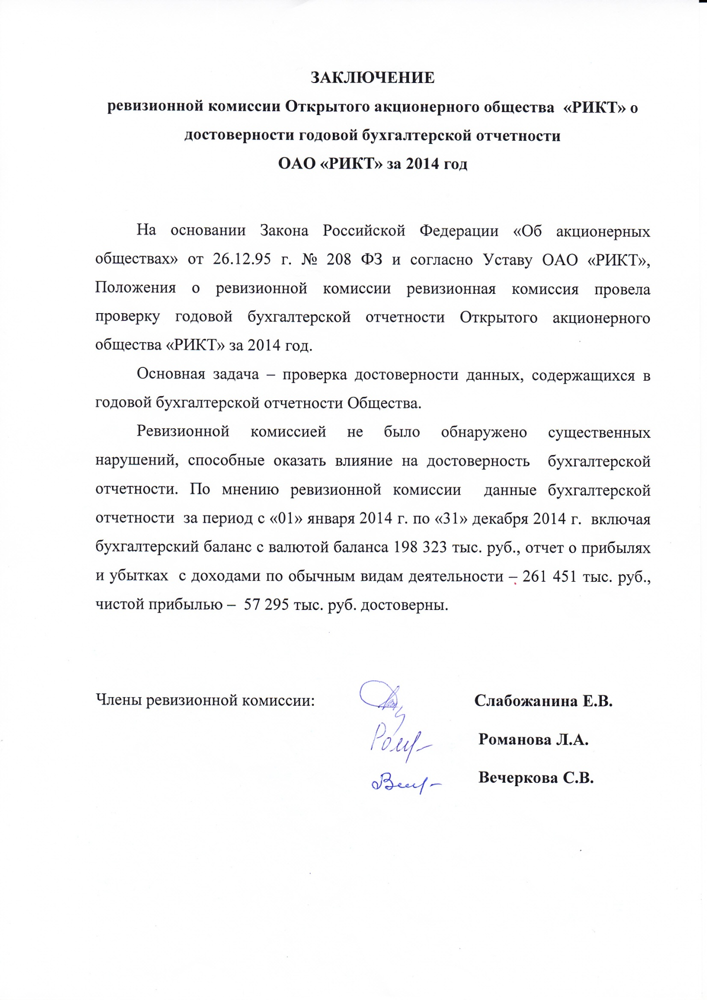 ЗАКЛЮЧЕНИЕ
ревизионной комиссии Открытого акционерного общества «РИКТ» о
достоверности годовой бухгалтерской отчетности
ОАО «РИКТ» за 2014 год
На основании Закона Российской Федерации «Об акционерных
обществах» от 26.12.95 г. № 208 ФЗ и согласно Уставу ОАО «РИКТ»,
Положения о ревизионной комиссии ревизионная комиссия провела
проверку годовой бухгалтерской отчетности Открытого акционерного
общества «РИКТ» за 2014 год.
Основная задача – проверка достоверности данных, содержащихся в
годовой бухгалтерской отчетности Общества.
Ревизионной комиссией не было обнаружено существенных
нарушений, способные оказать влияние на достоверность бухгалтерской
отчетности. По мнению ревизионной комиссии данные бухгалтерской
отчетности за период с «01» января 2014 г. по «31» декабря 2014 г. включая
бухгалтерский баланс с валютой баланса 198 323 тыс. руб., отчет о прибылях
и убытках с доходами по обычным видам деятельности – 261 451 тыс. руб.,
чистой прибылью – 57 295 тыс. руб. достоверны.
Члены ревизионной комиссии: Слабожанина Е.В.
Романова Л.А.
Вечеркова С.В.